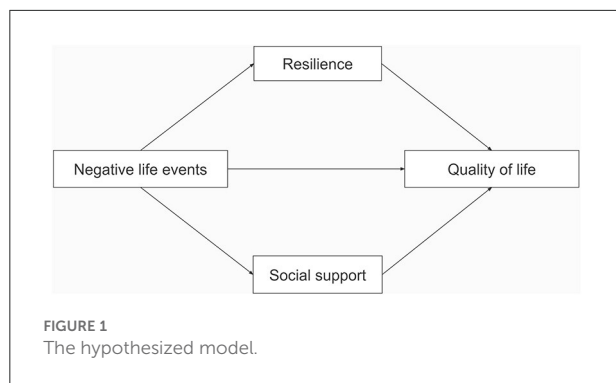 Resilience
Negative life events
Quality of life
Social support
FIGURE 1
The hypothesized model.